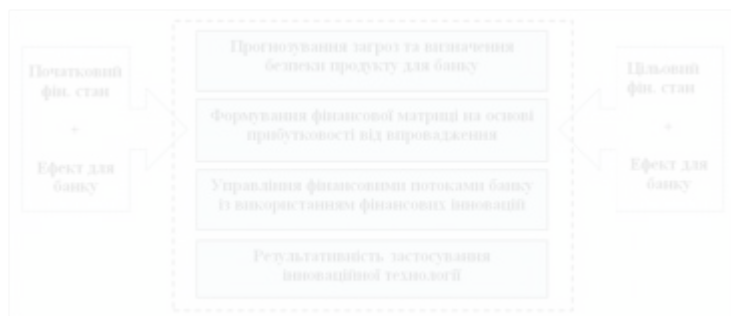 Початковий
фін. стан
+
Ефект для
банку
Прогнозування загроз та визначення
безпеки продукту для банку
Формування фінансової матриці на основі
прибутковості від впровадження
Управління фінансовими потоками банку
із використанням фінансових інновацій
Результативність застосування
інноваційної технології
Цільовий
фін. стан
+
Ефект для
банку